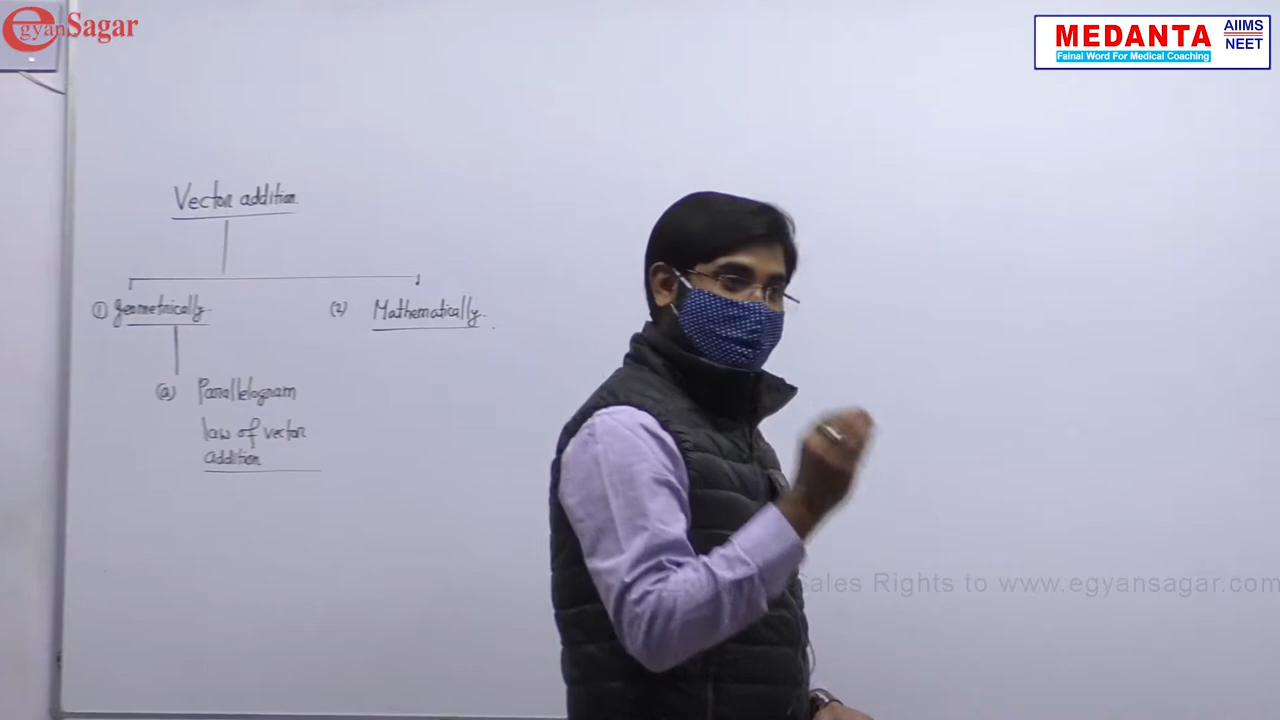 egyanSagar
MEDANTA
AIIMS
NEET
Fainal Word For Medical Coaching
Vector addition
① geometrically
(2) Mathematically
(a) Parallelogram
law of vector
addition
Sales Rights to www.egyansagar.com